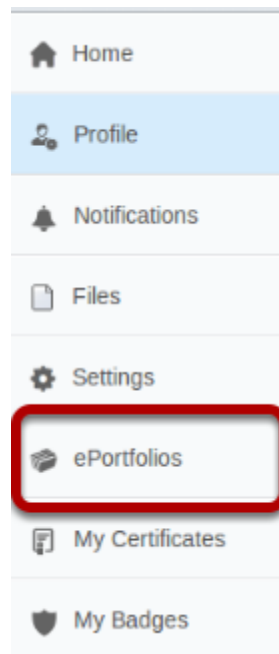 Home
Profile
Notifications
Files
Settings
ePortfolios
My Certificates
My Badges